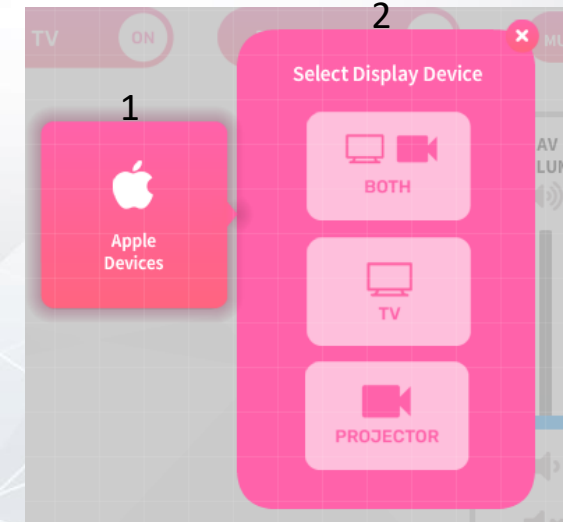 2
TV
ON
MU
1
Select Display Device
BOTH
AV
LUM
Apple
Devices
TV
PROJECTOR